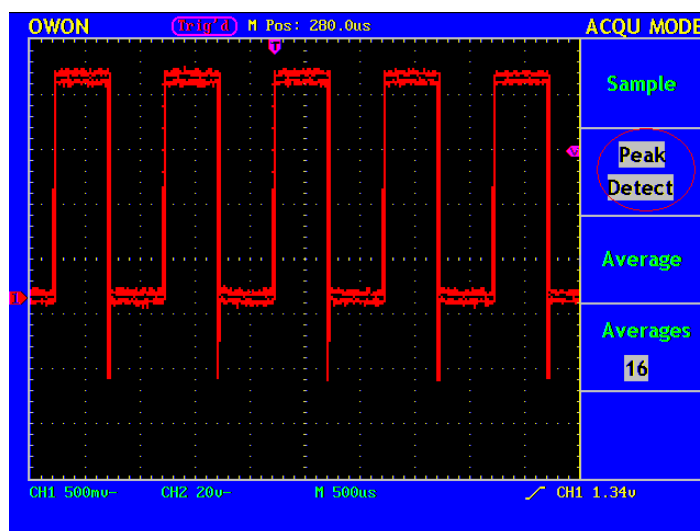 OWON Trig'd M Pos: 280.0us ACQU MODE
T
Sample
Peak
Detect
Average
1
Averages
16
CH1 500mv- CH2 20v- M 500us CH1 1.34v